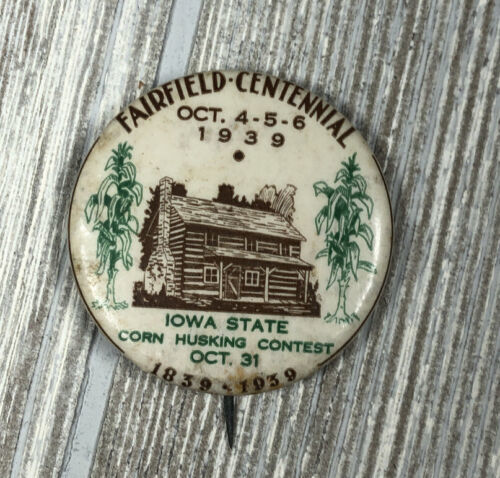 FAIRFIELD·CENTENNIAL
OCT. 4-5-6
1939
IOWA STATE
CORN HUSKING CONTEST
OCT. 31
1839 · 1939